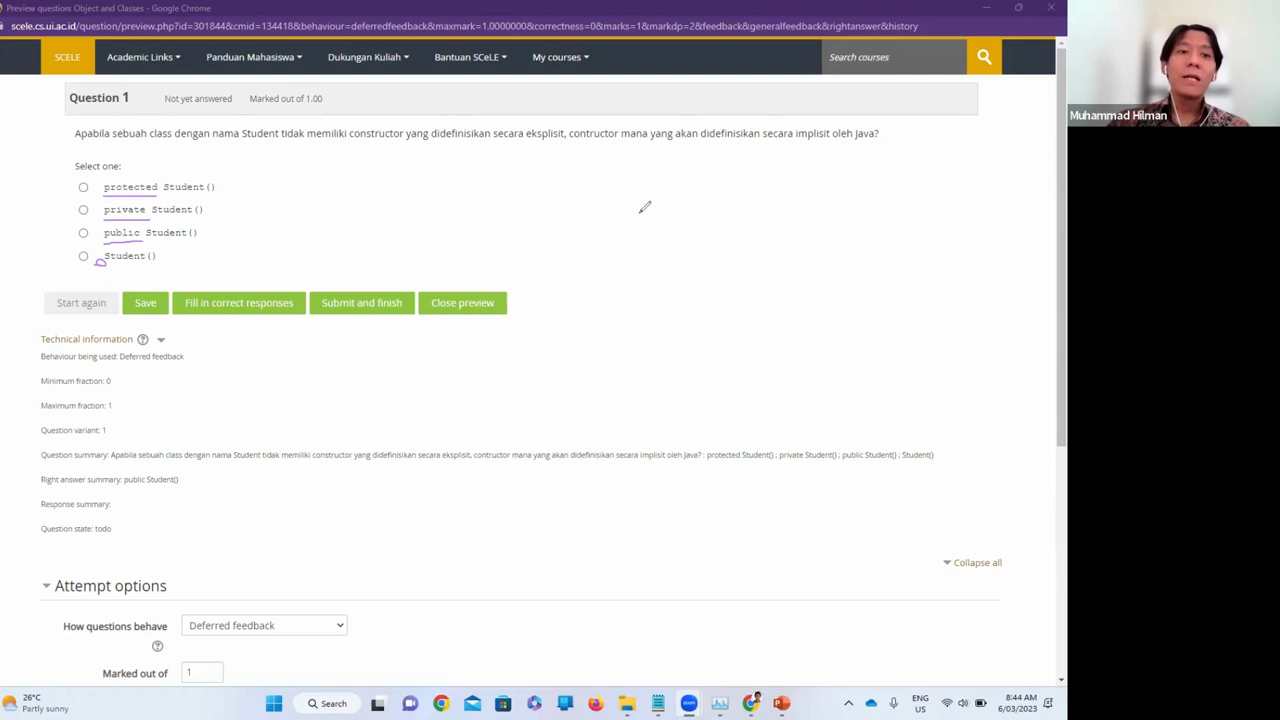 Preview question: Object and Classes - Google Chrome
scele.cs.ui.ac.id/question/preview.php?id=301844&cmid=134418&behaviour=deferredfeedback&maxmark=1.0000000&correctness=0&marks=1&markdp=2&feedback&generalfeedback&rightanswer&history
SCELE Academic Links Panduan Mahasiswa Dukungan Kuliah Bantuan SCeLE My courses Search courses
Muhammad Hilman
Question 1 Not yet answered Marked out of 1.00
Apabila sebuah class dengan nama Student tidak memiliki constructor yang didefinisikan secara eksplisit, contructor mana yang akan didefinisikan secara implisit oleh Java?
Select one:
protected Student()
private Student()
public Student()
Student()
Start again Save Fill in correct responses Submit and finish Close preview
Technical information
Behaviour being used: Deferred feedback
Minimum fraction: 0
Maximum fraction: 1
Question variant: 1
Question summary: Apabila sebuah class dengan nama Student tidak memiliki constructor yang didefinisikan secara eksplisit, contructor mana yang akan didefinisikan secara implisit oleh Java? : protected Student() ; private Student() ; public Student() ; Student()
Right answer summary: public Student()
Response summary:
Question state: todo
Collapse all
Attempt options
How questions behave Deferred feedback
Marked out of 1
26°C
Partly sunny
Search
ENG
US
8:44 AM
6/03/2023